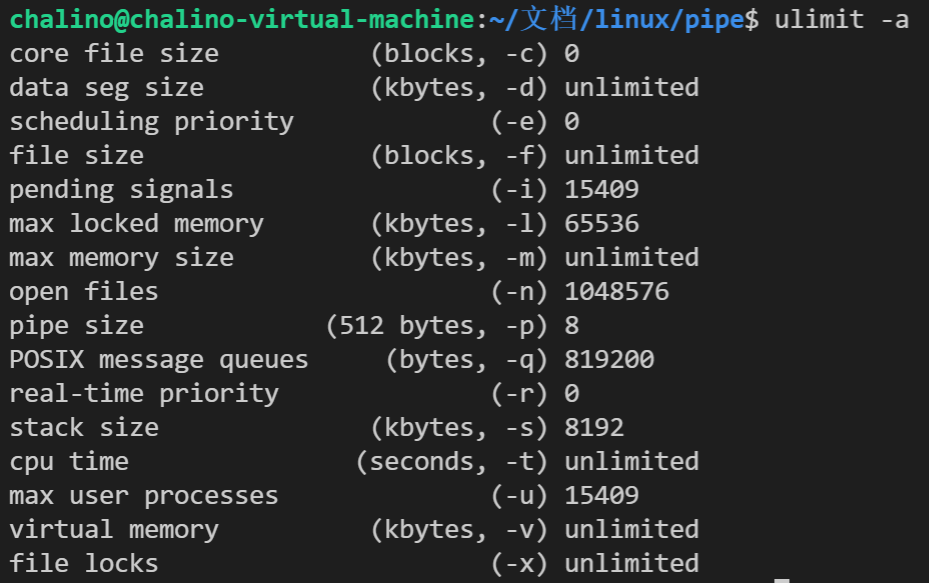 chalino@chalino-virtual-machine:~/文档/linux/pipe$ ulimit -a
core file size          (blocks, -c) 0
data seg size           (kbytes, -d) unlimited
scheduling priority             (-e) 0
file size               (blocks, -f) unlimited
pending signals                 (-i) 15409
max locked memory       (kbytes, -l) 65536
max memory size         (kbytes, -m) unlimited
open files                      (-n) 1048576
pipe size            (512 bytes, -p) 8
POSIX message queues     (bytes, -q) 819200
real-time priority              (-r) 0
stack size              (kbytes, -s) 8192
cpu time               (seconds, -t) unlimited
max user processes              (-u) 15409
virtual memory          (kbytes, -v) unlimited
file locks                      (-x) unlimited